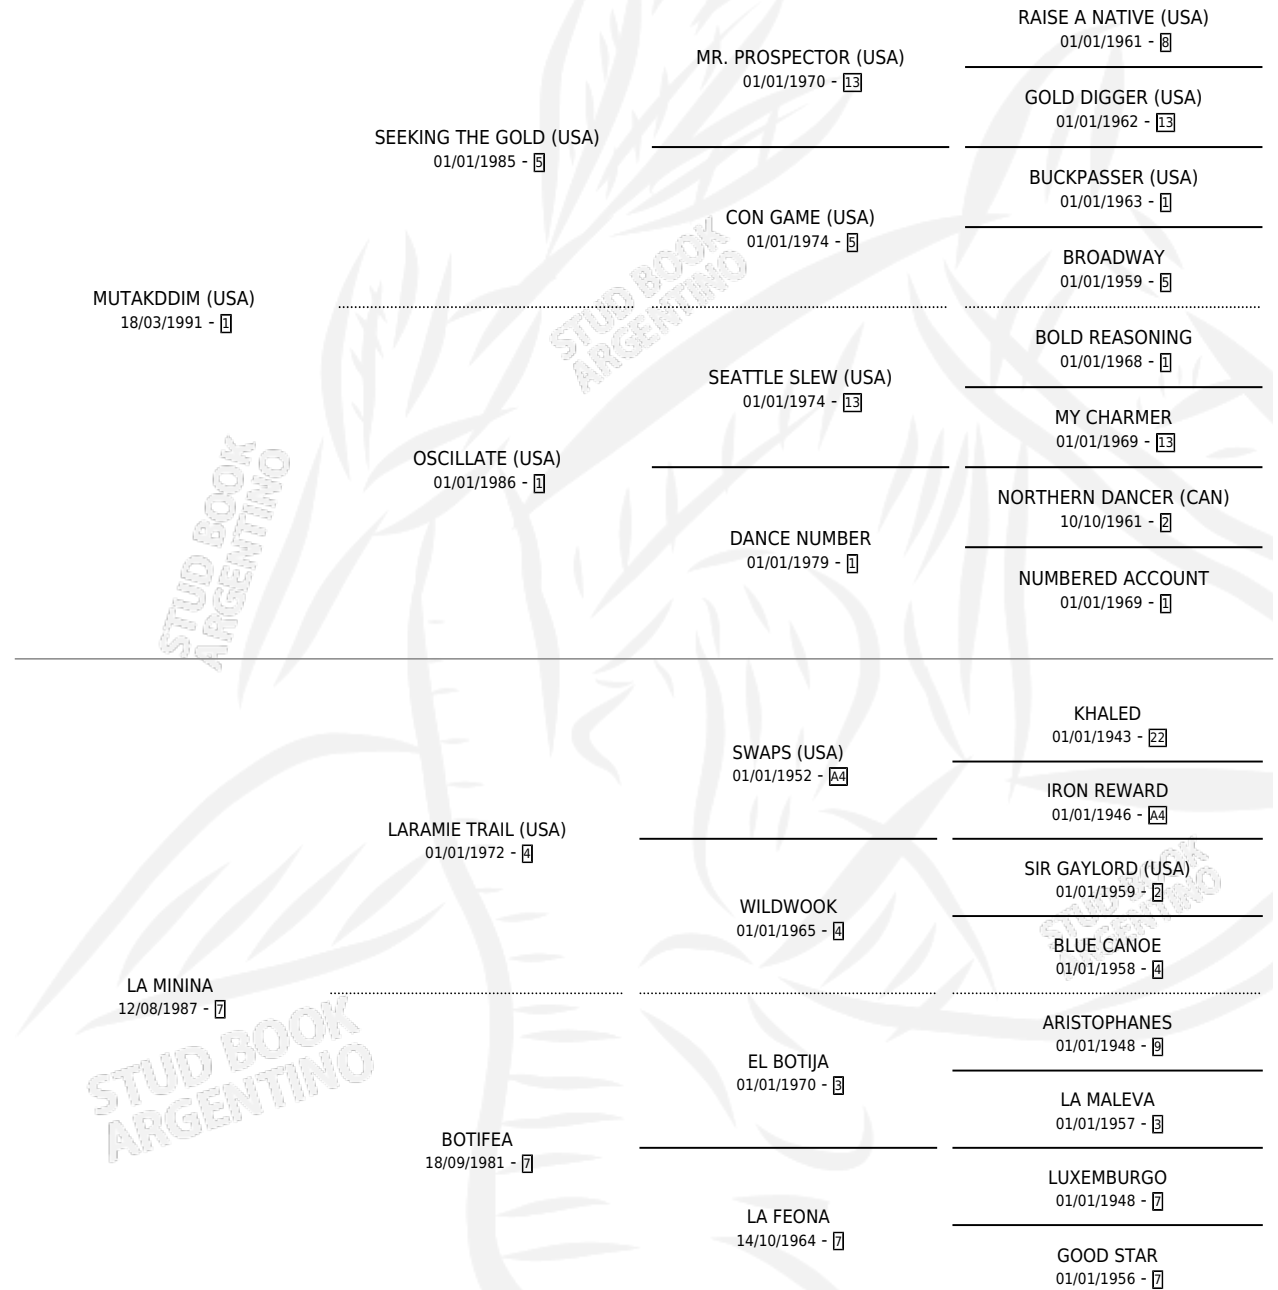 RAISE A NATIVE (USA)
01/01/1961 - 8
MR. PROSPECTOR (USA)
01/01/1970 - 13
GOLD DIGGER (USA)
01/01/1962 - 13
SEEKING THE GOLD (USA)
01/01/1985 - 5
BUCKPASSER (USA)
01/01/1963 - 1
CON GAME (USA)
01/01/1974 - 5
BROADWAY
01/01/1959 - 5
MUTAKDDIM (USA)
18/03/1991 - 1
BOLD REASONING
01/01/1968 - 1
SEATTLE SLEW (USA)
01/01/1974 - 13
MY CHARMER
01/01/1969 - 13
OSCILLATE (USA)
01/01/1986 - 1
NORTHERN DANCER (CAN)
10/10/1961 - 2
DANCE NUMBER
01/01/1979 - 1
NUMBERED ACCOUNT
01/01/1969 - 1
KHALED
01/01/1943 - 22
SWAPS (USA)
01/01/1952 - A4
IRON REWARD
01/01/1946 - A4
LARAMIE TRAIL (USA)
01/01/1972 - 4
SIR GAYLORD (USA)
01/01/1959 - 2
WILDWOOK
01/01/1965 - 4
BLUE CANOE
01/01/1958 - 4
LA MININA
12/08/1987 - 7
ARISTOPHANES
01/01/1948 - 9
EL BOTIJA
01/01/1970 - 3
LA MALEVA
01/01/1957 - 3
BOTIFEA
18/09/1981 - 7
LUXEMBURGO
01/01/1948 - 7
LA FEONA
14/10/1964 - 7
GOOD STAR
01/01/1956 - 7
STUD BOOK
ARGENTINO
STUD BOOK
ARGENTINO
STUD BOOK
ARGENTINO
STUD BOOK
ARGENTINO